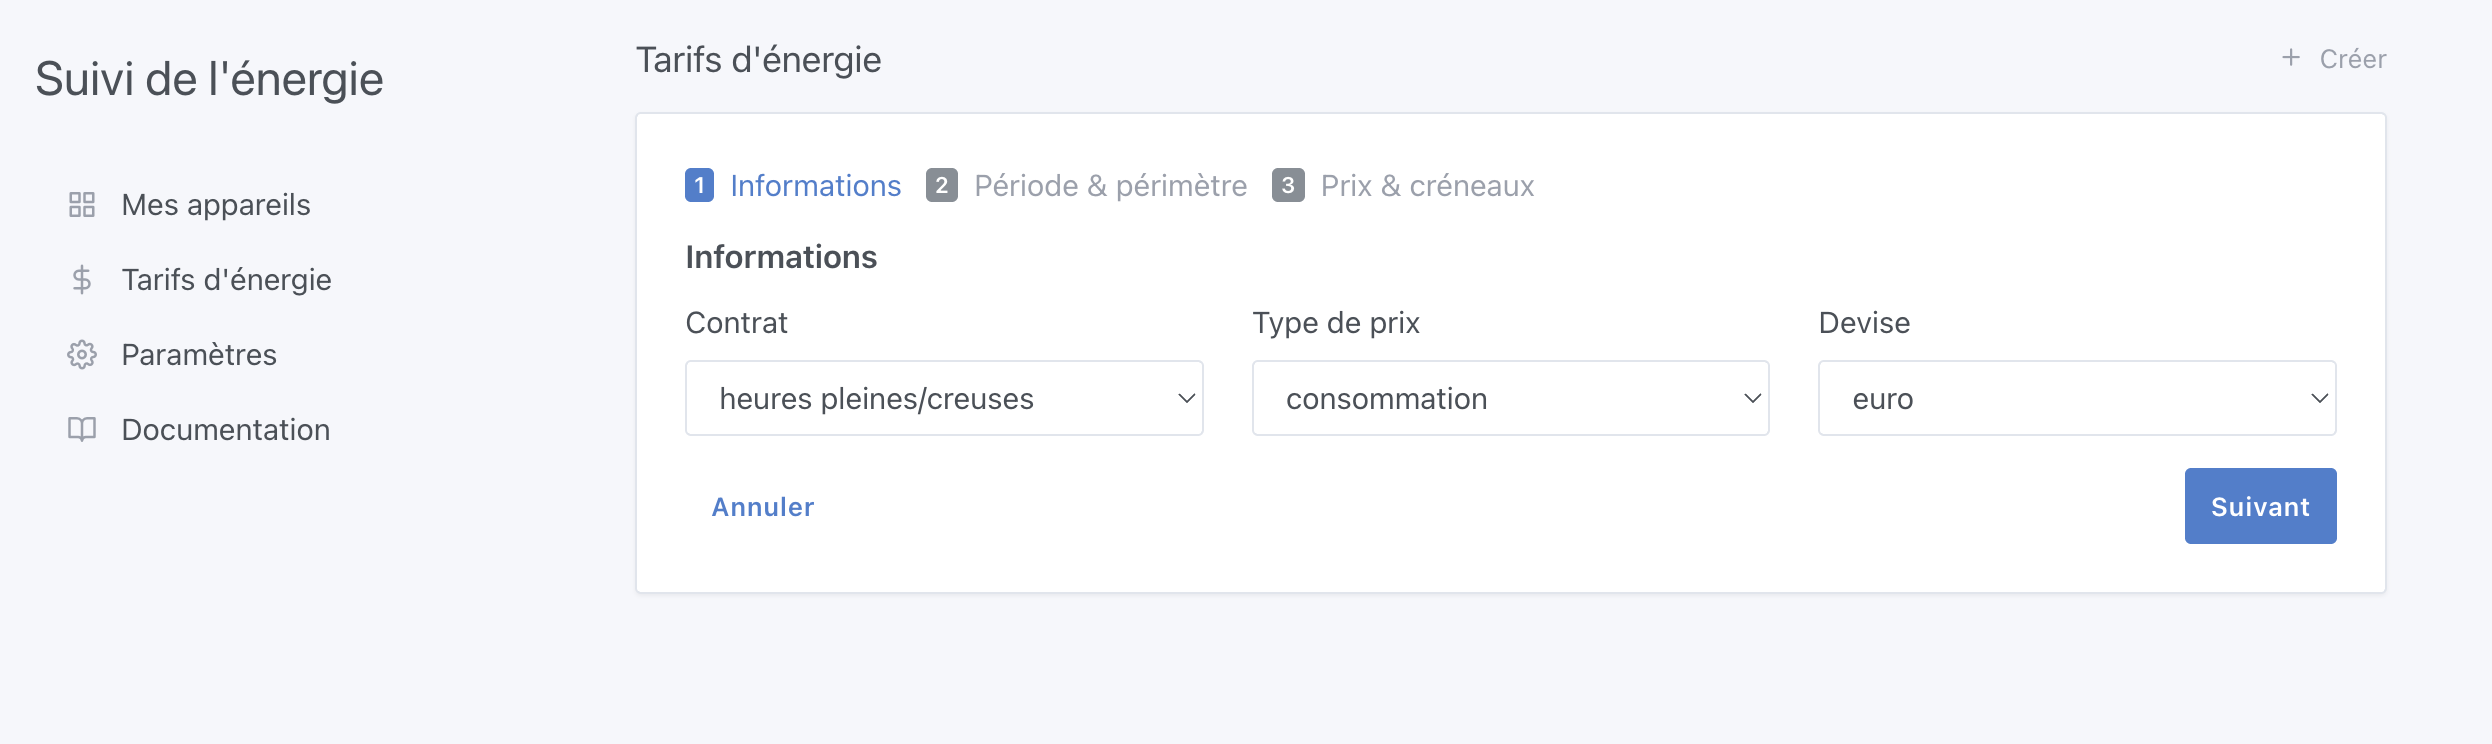 Suivi de l'énergie
Mes appareils
Tarifs d'énergie
Paramètres
Documentation
Tarifs d'énergie
+ Créer
1 Informations 2 Période & périmètre 3 Prix & créneaux
Informations
Contrat Type de prix Devise
heures pleines/creuses consommation euro
Annuler Suivant